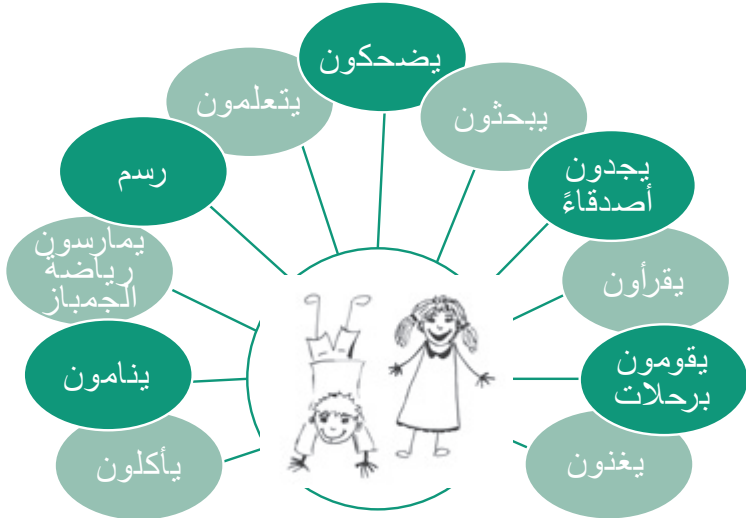 يضحكون
يتعلمون
يبحثون
رسم
يجدون
أصدقاءً
يمارسون
رياضة
الجمباز
يقرأون
ينامون
يقومون
برحلات
يأكلون
يغنون